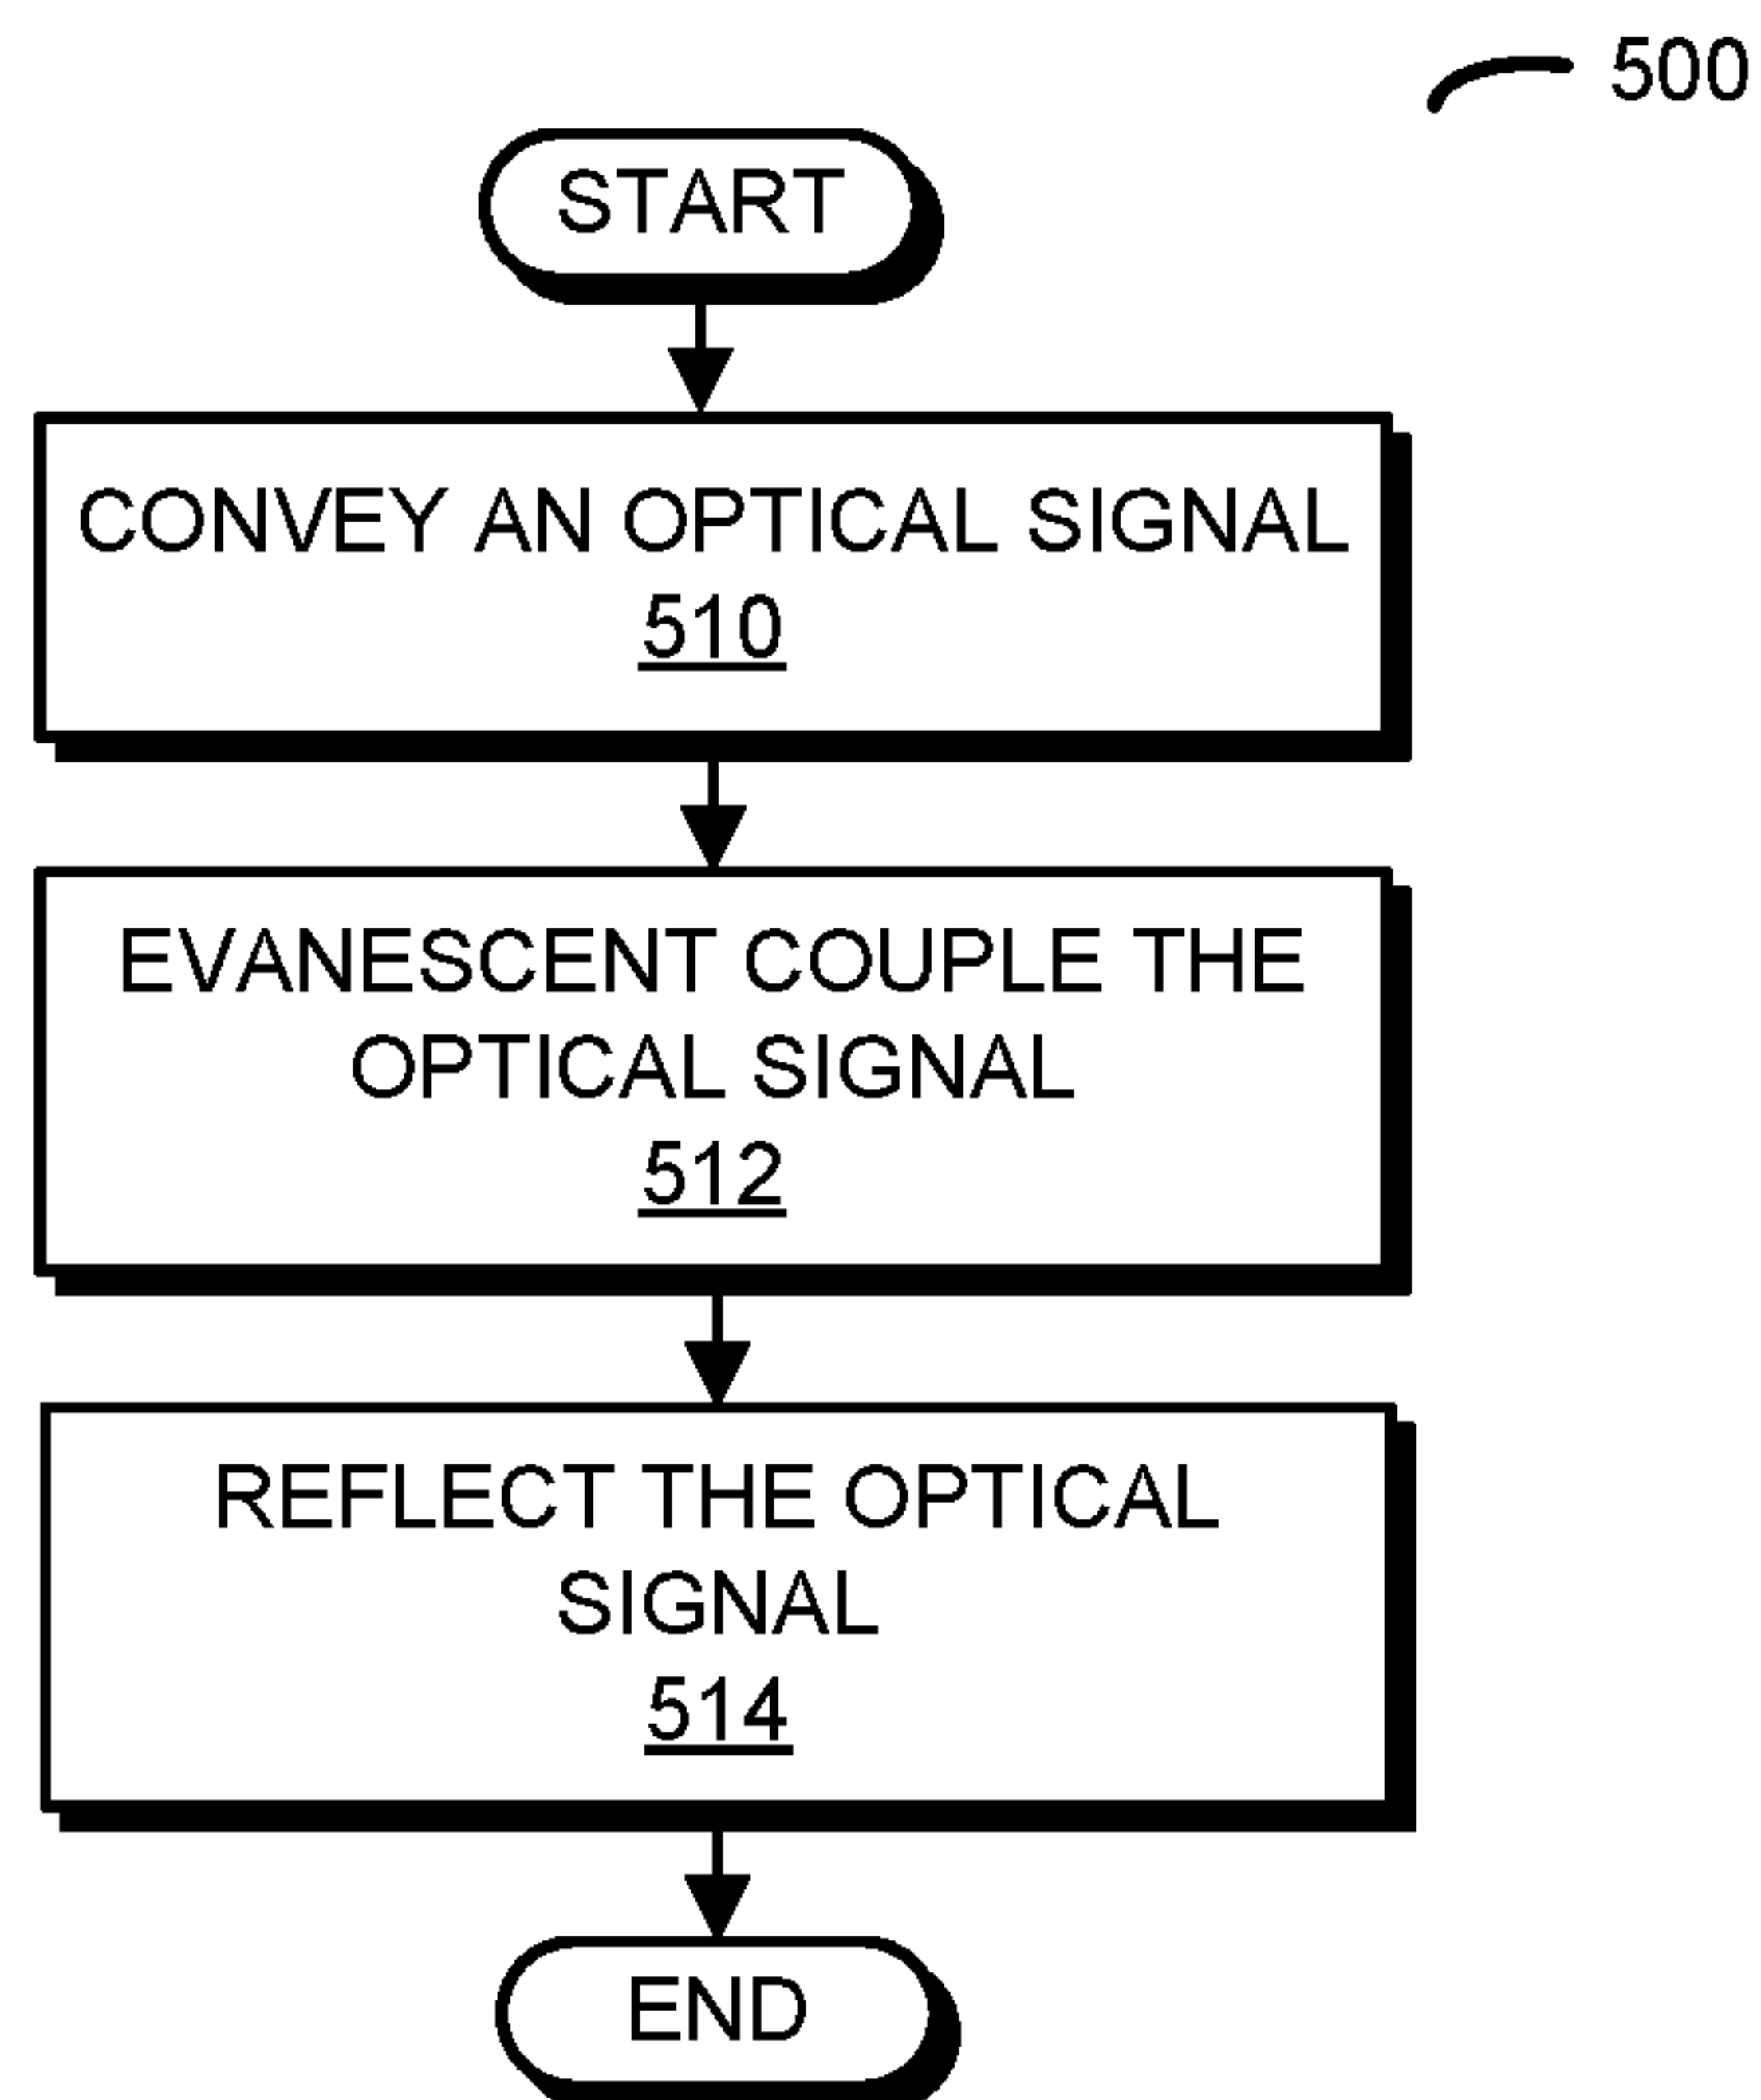 500
START
CONVEY AN OPTICAL SIGNAL
510
EVANESCENT COUPLE THE
OPTICAL SIGNAL
512
REFLECT THE OPTICAL
SIGNAL
514
END